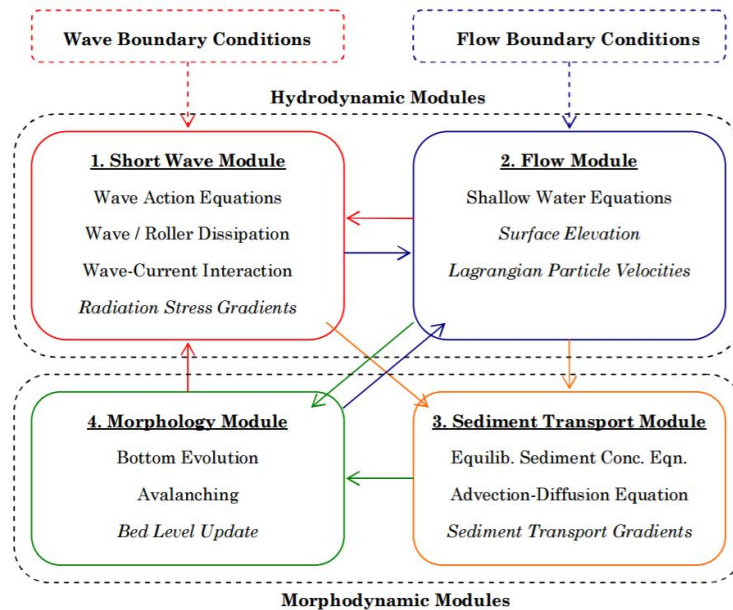 Wave Boundary Conditions
Flow Boundary Conditions
Hydrodynamic Modules
1. Short Wave Module
Wave Action Equations
Wave / Roller Dissipation
Wave-Current Interaction
Radiation Stress Gradients
2. Flow Module
Shallow Water Equations
Surface Elevation
Lagrangian Particle Velocities
4. Morphology Module
Bottom Evolution
Avalanching
Bed Level Update
3. Sediment Transport Module
Equilib. Sediment Conc. Eqn.
Advection-Diffusion Equation
Sediment Transport Gradients
Morphodynamic Modules